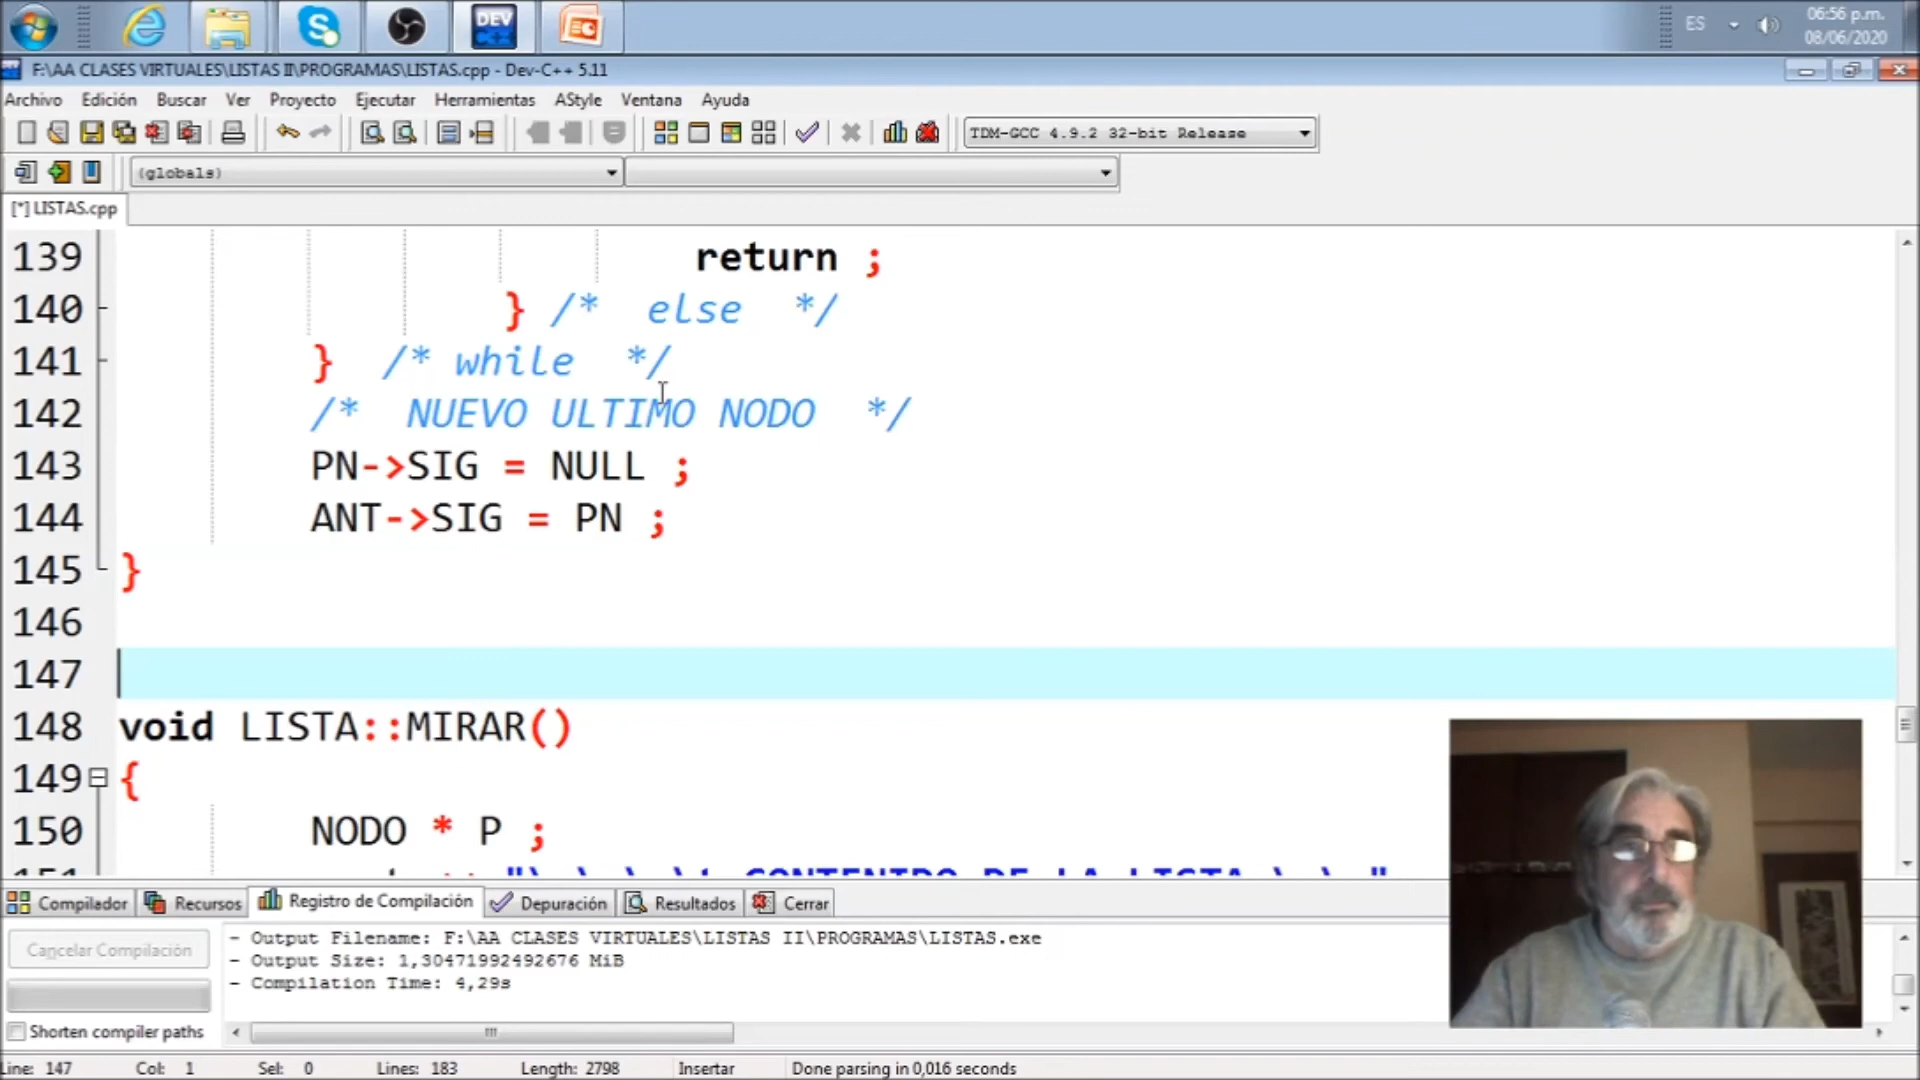 DEV
C++
ES
06:56 p.m.
08/06/2020
F:\AA CLASES VIRTUALES\LISTAS II\PROGRAMAS\LISTAS.cpp - Dev-C++ 5.11
Archivo Edición Buscar Ver Proyecto Ejecutar Herramientas AStyle Ventana Ayuda
TDM-GCC 4.9.2 32-bit Release
(globals)
[*] LISTAS.cpp
139 return ;
140 } /* else */
141 } /* while */
142 /* NUEVO ULTIMO NODO */
143 PN->SIG = NULL ;
144 ANT->SIG = PN ;
145 }
146
147
148 void LISTA::MIRAR()
149 {
150 NODO * P ;
151 CONTENIDO DE LA LISTA
Compilador Recursos Registro de Compilación Depuración Resultados Cerrar
Cancelar Compilación
- Output Filename: F:\AA CLASES VIRTUALES\LISTAS II\PROGRAMAS\LISTAS.exe
- Output Size: 1,30471992492676 MiB
- Compilation Time: 4,29s
Shorten compiler paths
Line: 147 Col: 1 Sel: 0 Lines: 183 Length: 2798 Insertar Done parsing in 0,016 seconds